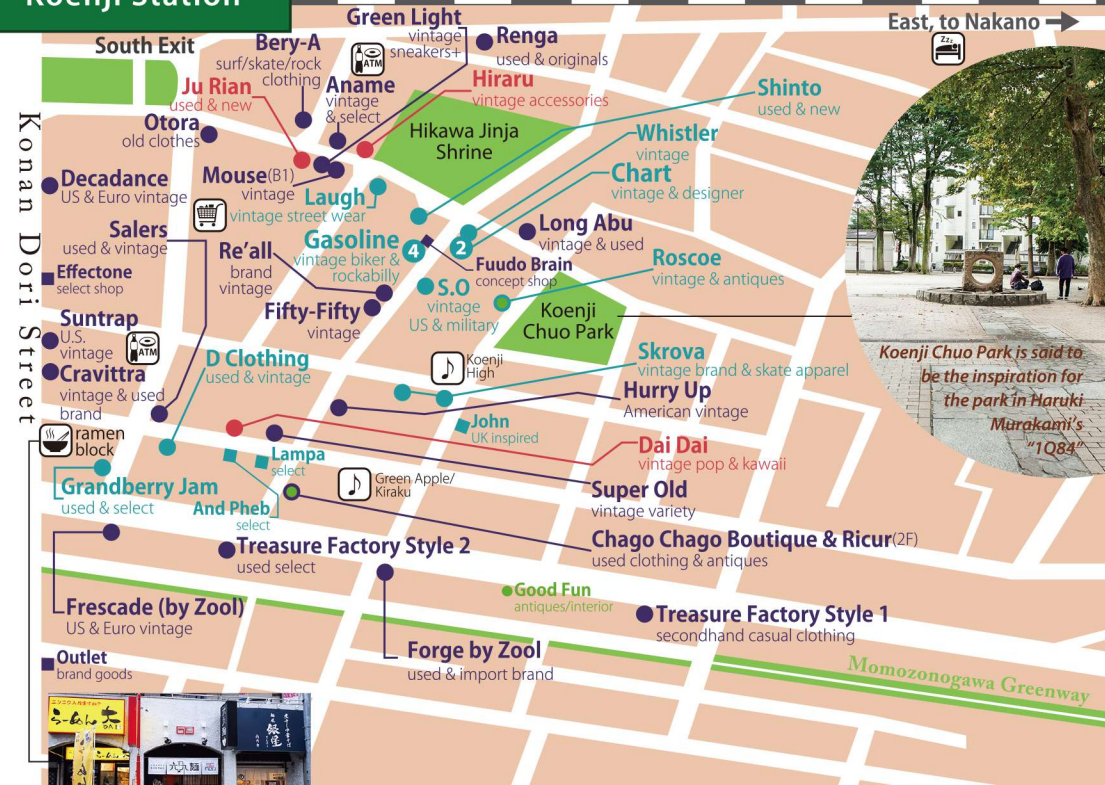 Koenji Station
East, to Nakano
South Exit
Zzz
Green Light
vintage
sneakers+
Renga
used & originals
Bery-A
surf/skate/rock
clothing
ATM
Ju Rian
used & new
Aname
vintage
& select
Hiraru
vintage accessories
Shinto
used & new
Otora
old clothes
Hikawa Jinja
Shrine
Whistler
vintage
Chart
vintage & designer
Konan Dori Street
Decadance
US & Euro vintage
Mouse(B1)
vintage
Laugh
vintage street wear
Salers
used & vintage
Re'all
brand
vintage
Gasoline
vintage biker &
rockabilly
4
2
Long Abu
vintage & used
Fuudo Brain
concept shop
Roscoe
vintage & antiques
Effectone
select shop
S.O
vintage
US & military
Fifty-Fifty
vintage
Koenji
Chuo Park
Suntrap
U.S.
vintage
ATM
Cravittra
vintage & used
brand
D Clothing
used & vintage
Koenji
High
Skrova
vintage brand & skate apparel
Hurry Up
American vintage
Koenji Chuo Park is said to
be the inspiration for
the park in Haruki
Murakami's
"1Q84"
John
UK inspired
ramen
block
Dai Dai
vintage pop & kawaii
Lampa
select
Grandberry Jam
used & select
And Pheb
select
Green Apple/
Kiraku
Super Old
vintage variety
Treasure Factory Style 2
used select
Chago Chago Boutique & Ricur(2F)
used clothing & antiques
Good Fun
antiques/interior
Frescade (by Zool)
US & Euro vintage
Treasure Factory Style 1
secondhand casual clothing
Forge by Zool
used & import brand
Outlet
brand goods
Momozonogawa Greenway
らーめん 大